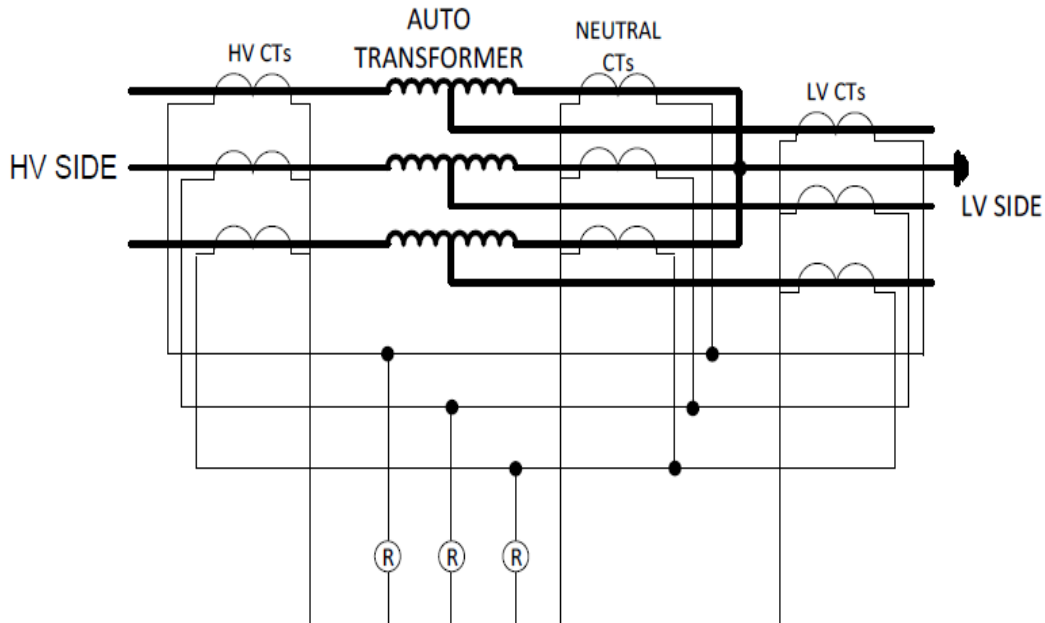 AUTO
TRANSFORMER
HV CTs
NEUTRAL
CTs
LV CTs
HV SIDE
LV SIDE
R
R
R